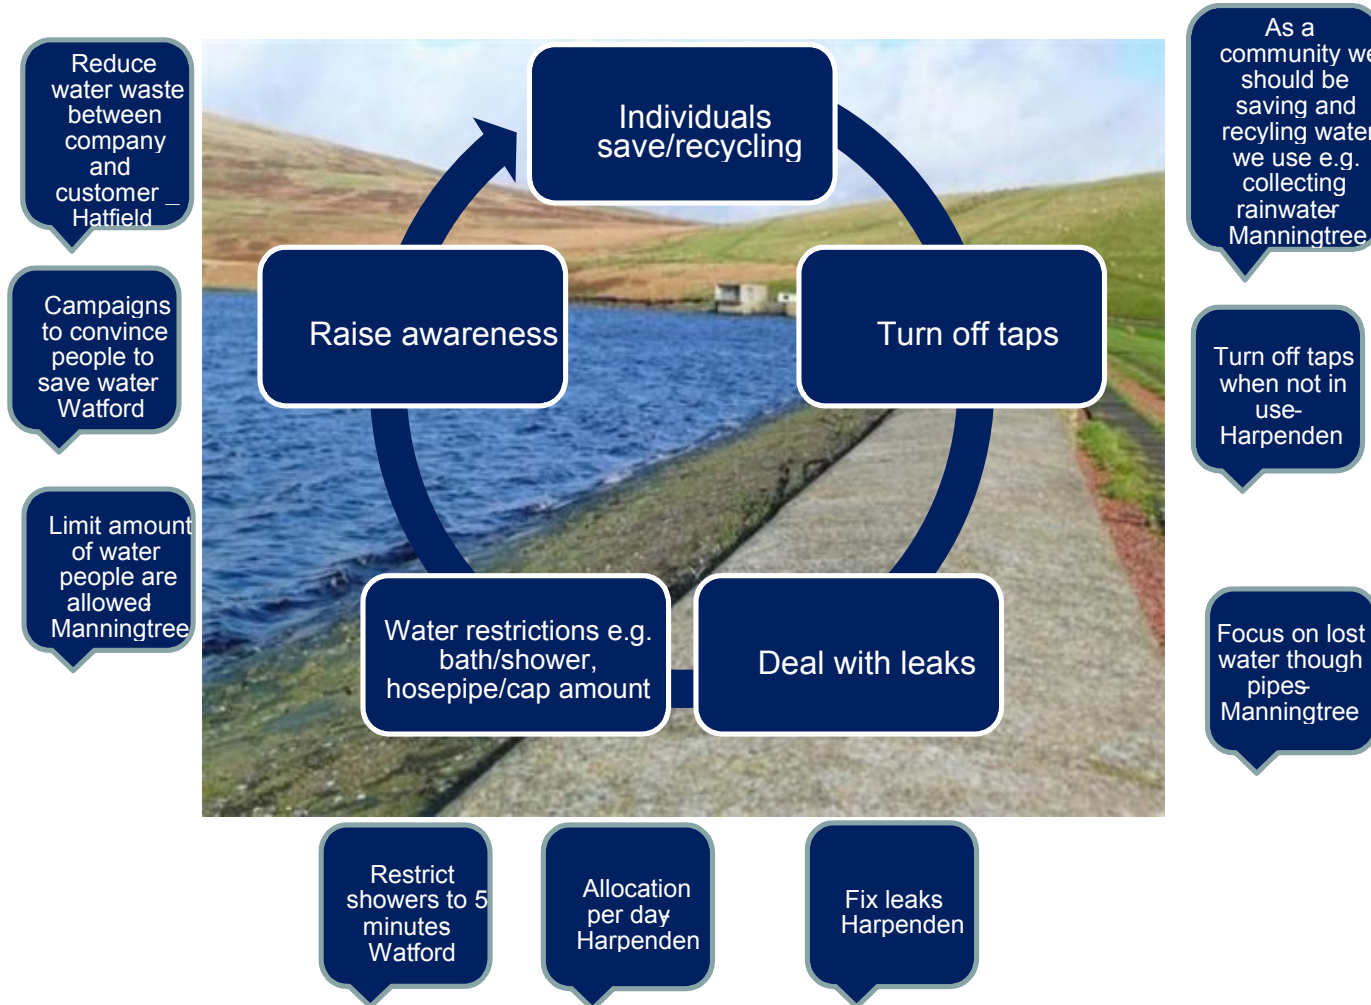 Reduce
water waste
between
company
and
customer _
Hatfield
Campaigns
to convince
people to
save water-
Watford
Limit amount
of water
people are
allowed-
Manningtree
Individuals
save/recycling
Raise awareness
Turn off taps
Water restrictions e.g.
bath/shower,
hosepipe/cap amount
Deal with leaks
As a
community we
should be
saving and
recyling water
we use e.g.
collecting
rainwater-
Manningtree
Turn off taps
when not in
use-
Harpenden
Focus on lost
water though
pipes-
Manningtree
Restrict
showers to 5
minutes
Watford
Allocation
per day-
Harpenden
Fix leaks
Harpenden